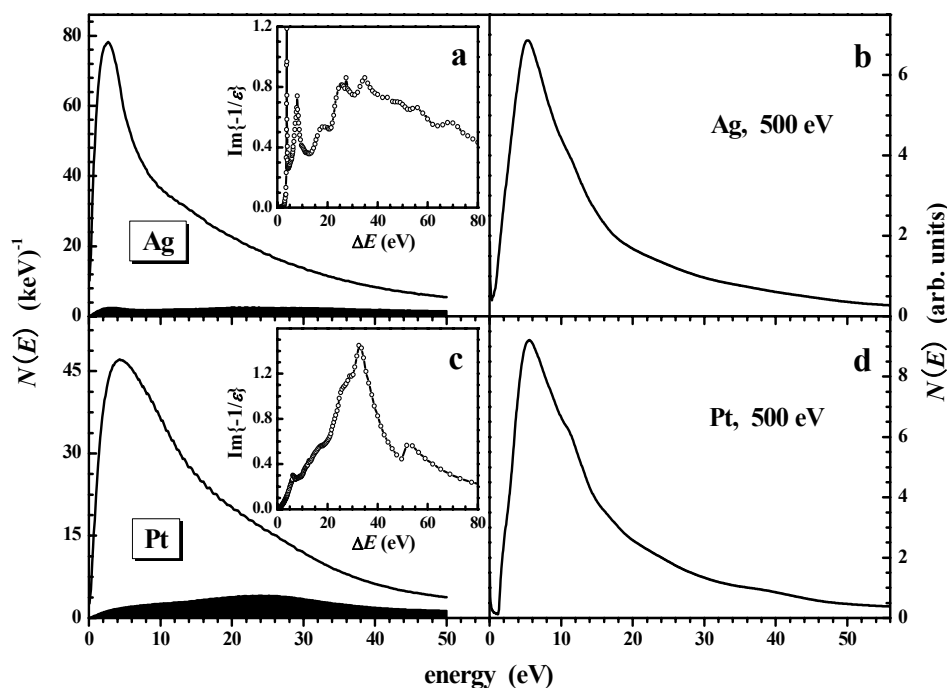 80
60
40
20
0
N(E) (keV)⁻¹
Ag
a
1.2
0.8
0.4
0.0
Im{-1/ε}
0 20 40 60 80
ΔE (eV)
b
Ag, 500 eV
6
4
2
0
N(E) (arb. units)
45
30
15
0
Pt
c
1.2
0.8
0.4
0.0
Im{-1/ε}
0 20 40 60 80
ΔE (eV)
d
Pt, 500 eV
8
6
4
2
0
0 10 20 30 40 50
0 10 20 30 40 50
energy (eV)